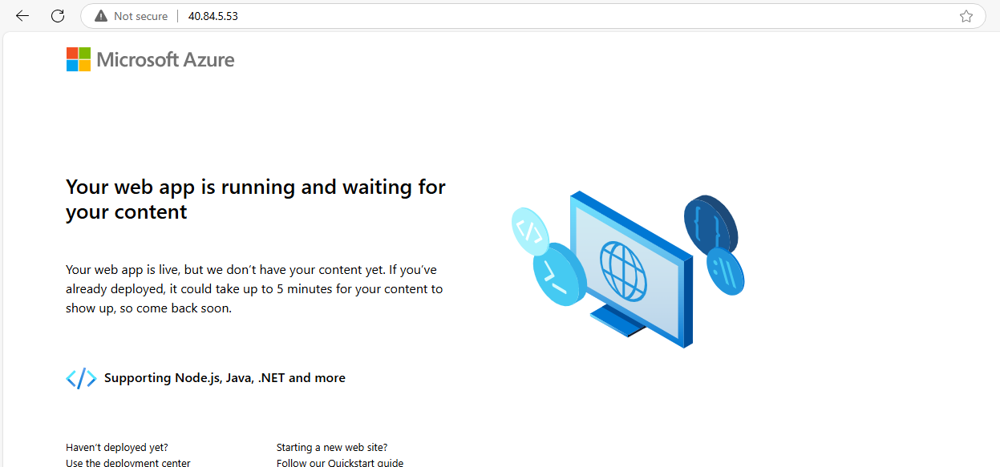 Not secure
40.84.5.53
Microsoft Azure
Your web app is running and waiting for
your content
Your web app is live, but we don’t have your content yet. If you’ve
already deployed, it could take up to 5 minutes for your content to
show up, so come back soon.
</> Supporting Node.js, Java, .NET and more
Haven’t deployed yet?
Use the deployment center
Starting a new web site?
Follow our Quickstart guide